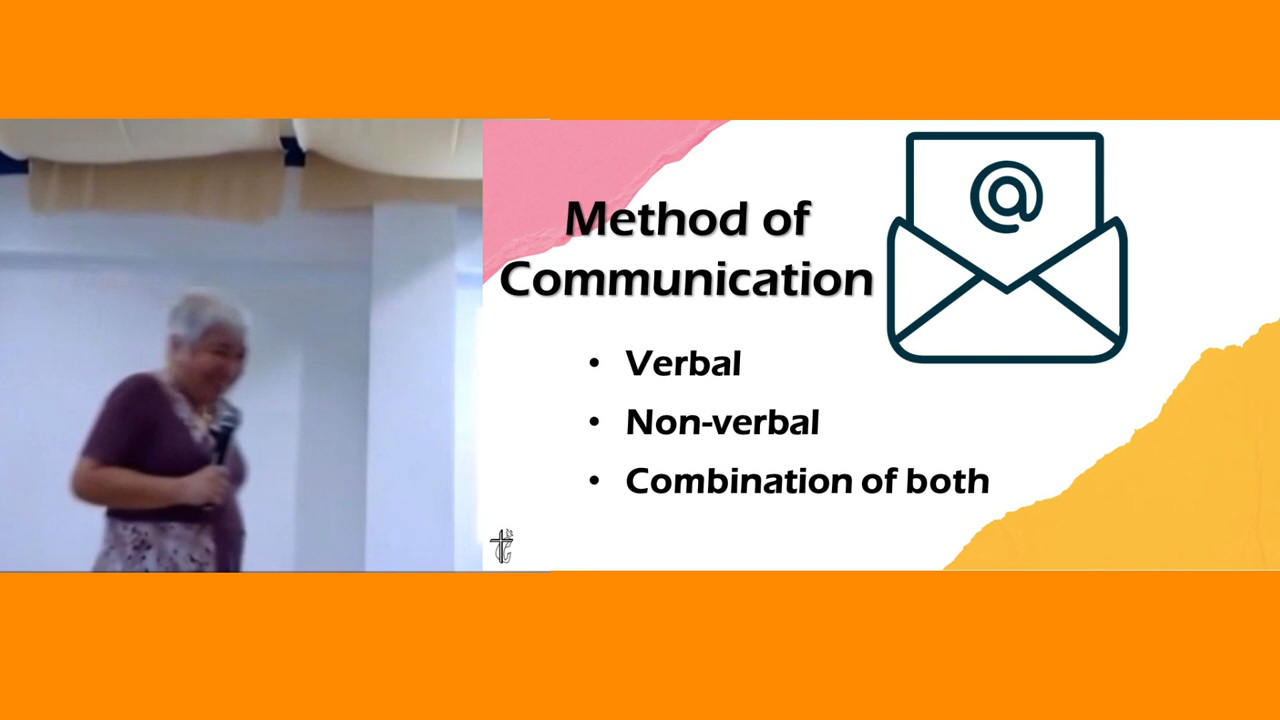 Method of
Communication
@
• Verbal
• Non-verbal
• Combination of both